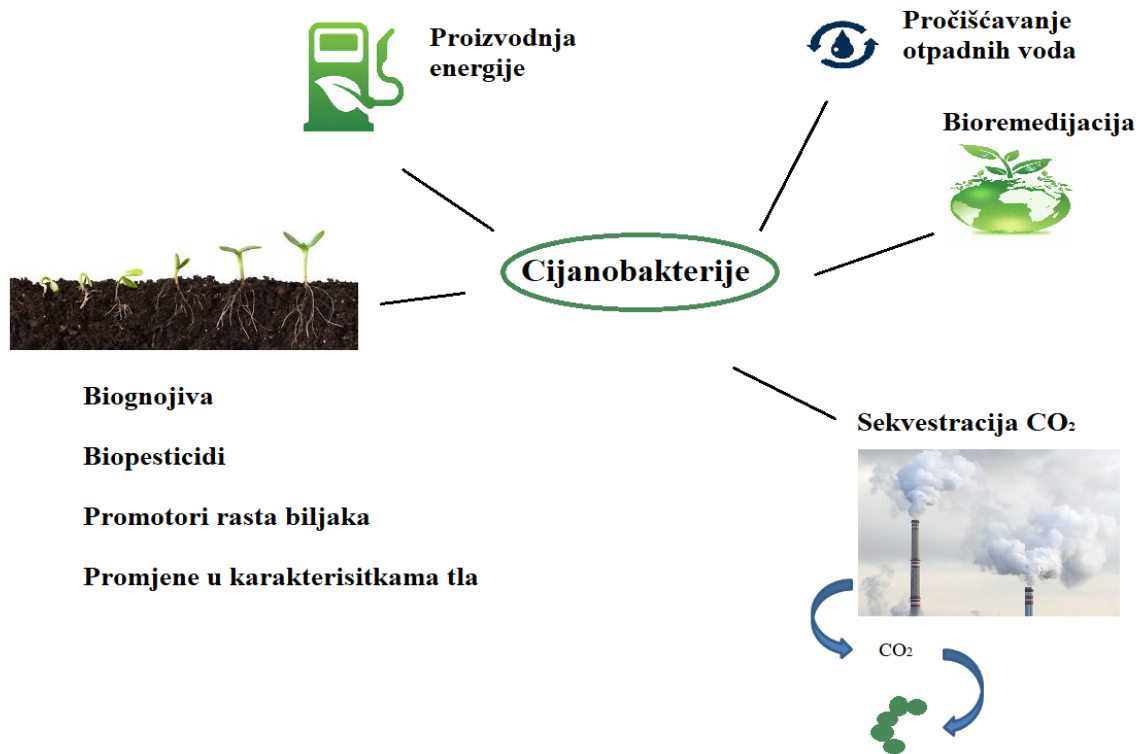 Proizvodnja
energije
Pročišćavanje
otpadnih voda
Bioremedijacija
Cijanobakterije
Biognojiva
Biopesticidi
Promotori rasta biljaka
Promjene u karakterisitkama tla
Sekvestracija CO₂
CO₂